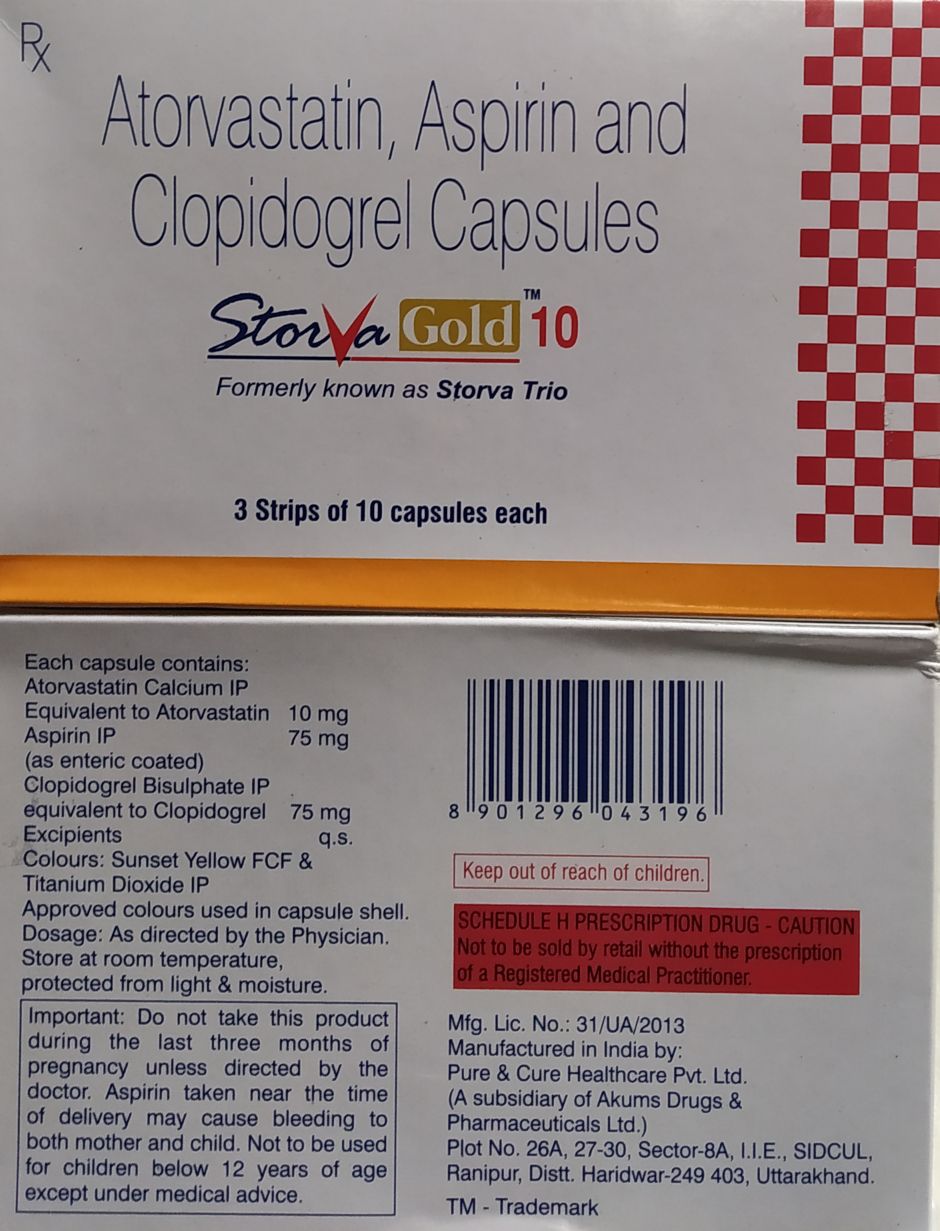 Rx
Atorvastatin, Aspirin and
Clopidogrel Capsules
Storva Gold™ 10
Formerly known as Storva Trio
3 Strips of 10 capsules each
Each capsule contains:
Atorvastatin Calcium IP
Equivalent to Atorvastatin 10 mg
Aspirin IP 75 mg
(as enteric coated)
Clopidogrel Bisulphate IP
equivalent to Clopidogrel 75 mg
Excipients q.s.
Colours: Sunset Yellow FCF &
Titanium Dioxide IP
Approved colours used in capsule shell.
Dosage: As directed by the Physician.
Store at room temperature,
protected from light & moisture.
Important: Do not take this product
during the last three months of
pregnancy unless directed by the
doctor. Aspirin taken near the time
of delivery may cause bleeding to
both mother and child. Not to be used
for children below 12 years of age
except under medical advice.
8 901296 043196
Keep out of reach of children.
SCHEDULE H PRESCRIPTION DRUG - CAUTION
Not to be sold by retail without the prescription
of a Registered Medical Practitioner.
Mfg. Lic. No.: 31/UA/2013
Manufactured in India by:
Pure & Cure Healthcare Pvt. Ltd.
(A subsidiary of Akums Drugs &
Pharmaceuticals Ltd.)
Plot No. 26A, 27-30, Sector-8A, I.I.E., SIDCUL,
Ranipur, Distt. Haridwar-249 403, Uttarakhand.
TM - Trademark